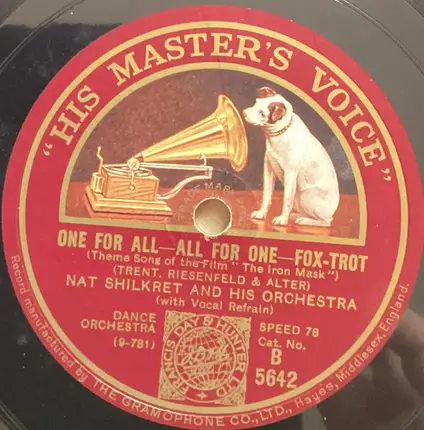 "HIS MASTER'S VOICE"
TRADE MARK
ONE FOR ALL—ALL FOR ONE—FOX-TROT
(Theme Song of the Film "The Iron Mask")
(TRENT, RIESENFELD & ALTER)
NAT SHILKRET AND HIS ORCHESTRA
(with Vocal Refrain)
DANCE
ORCHESTRA
(9-781)
FRANCIS DAY & HUNTER LTD
SPEED 78
Cat. No.
B
5642
Record manufactured by THE GRAMOPHONE CO., LTD., Hayes, Middlesex, England.